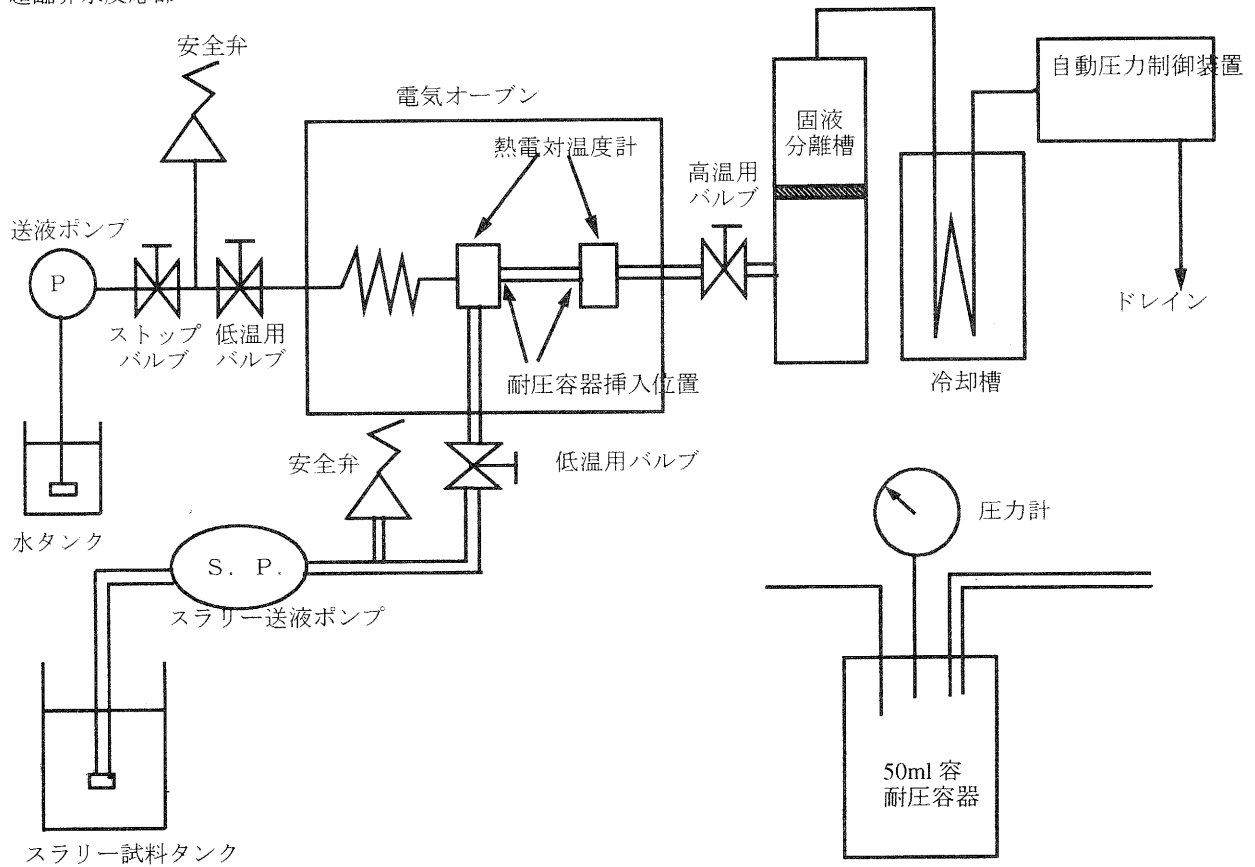 安全弁
電気オーブン
自動圧力制御装置
固液
分離槽
熱電対温度計
高温用
バルブ
送液ポンプ
P
ストップ
バルブ
低温用
バルブ
ドレイン
冷却槽
耐圧容器挿入位置
安全弁
低温用バルブ
圧力計
水タンク
S. P.
スラリー送液ポンプ
50ml 容
耐圧容器
スラリー試料タンク